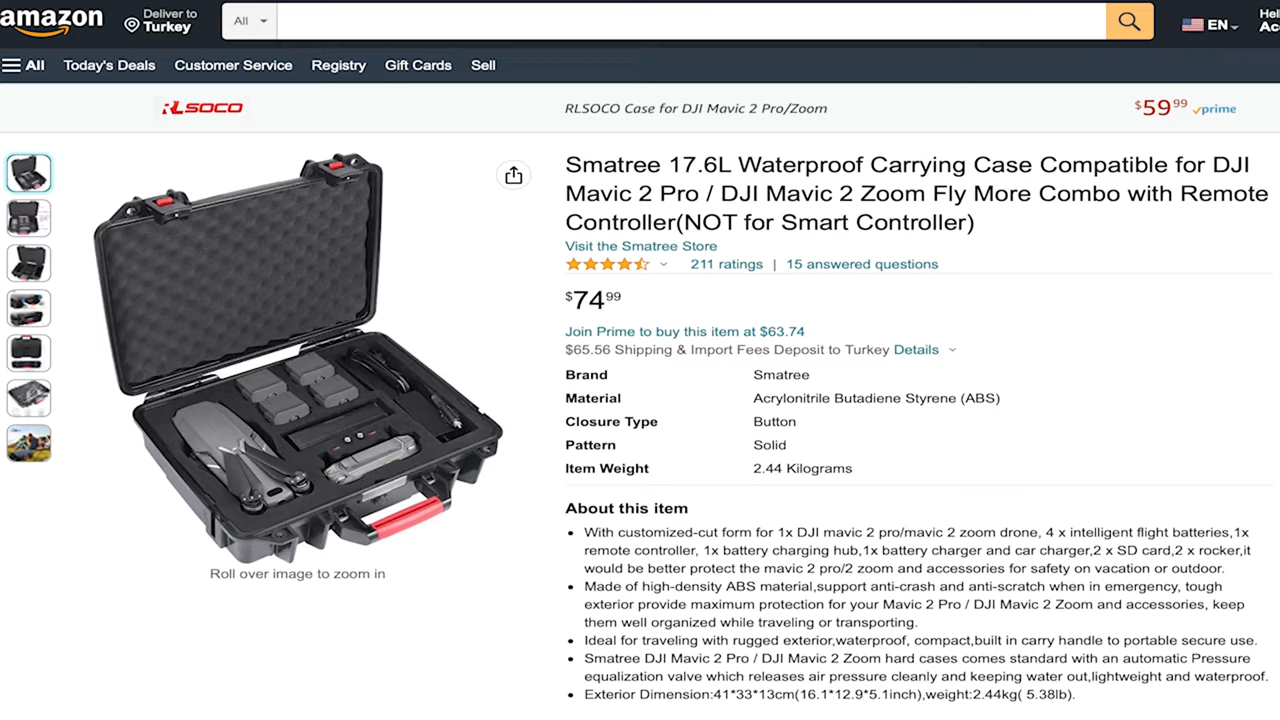 amazon
Deliver to
Turkey
All
EN
Hel
Ac
All
Today's Deals
Customer Service
Registry
Gift Cards
Sell
RLSOCO
RLSOCO Case for DJI Mavic 2 Pro/Zoom
$59.99 prime
Smatree 17.6L Waterproof Carrying Case Compatible for DJI
Mavic 2 Pro / DJI Mavic 2 Zoom Fly More Combo with Remote
Controller(NOT for Smart Controller)
Visit the Smatree Store
211 ratings | 15 answered questions
$74.99
Join Prime to buy this item at $63.74
$65.56 Shipping & Import Fees Deposit to Turkey Details
Brand Smatree
Material Acrylonitrile Butadiene Styrene (ABS)
Closure Type Button
Pattern Solid
Item Weight 2.44 Kilograms
About this item
• With customized-cut form for 1x DJI mavic 2 pro/mavic 2 zoom drone, 4 x intelligent flight batteries,1x
remote controller, 1x battery charging hub,1x battery charger and car charger,2 x SD card,2 x rocker,it
would be better protect the mavic 2 pro/2 zoom and accessories for safety on vacation or outdoor.
• Made of high-density ABS material,support anti-crash and anti-scratch when in emergency, tough
exterior provide maximum protection for your Mavic 2 Pro / DJI Mavic 2 Zoom and accessories, keep
them well organized while traveling or transporting.
• Ideal for traveling with rugged exterior,waterproof, compact,built in carry handle to portable secure use.
• Smatree DJI Mavic 2 Pro / DJI Mavic 2 Zoom hard cases comes standard with an automatic Pressure
equalization valve which releases air pressure cleanly and keeping water out,lightweight and waterproof.
• Exterior Dimension:41*33*13cm(16.1*12.9*5.1inch),weight:2.44kg( 5.38lb).
Roll over image to zoom in